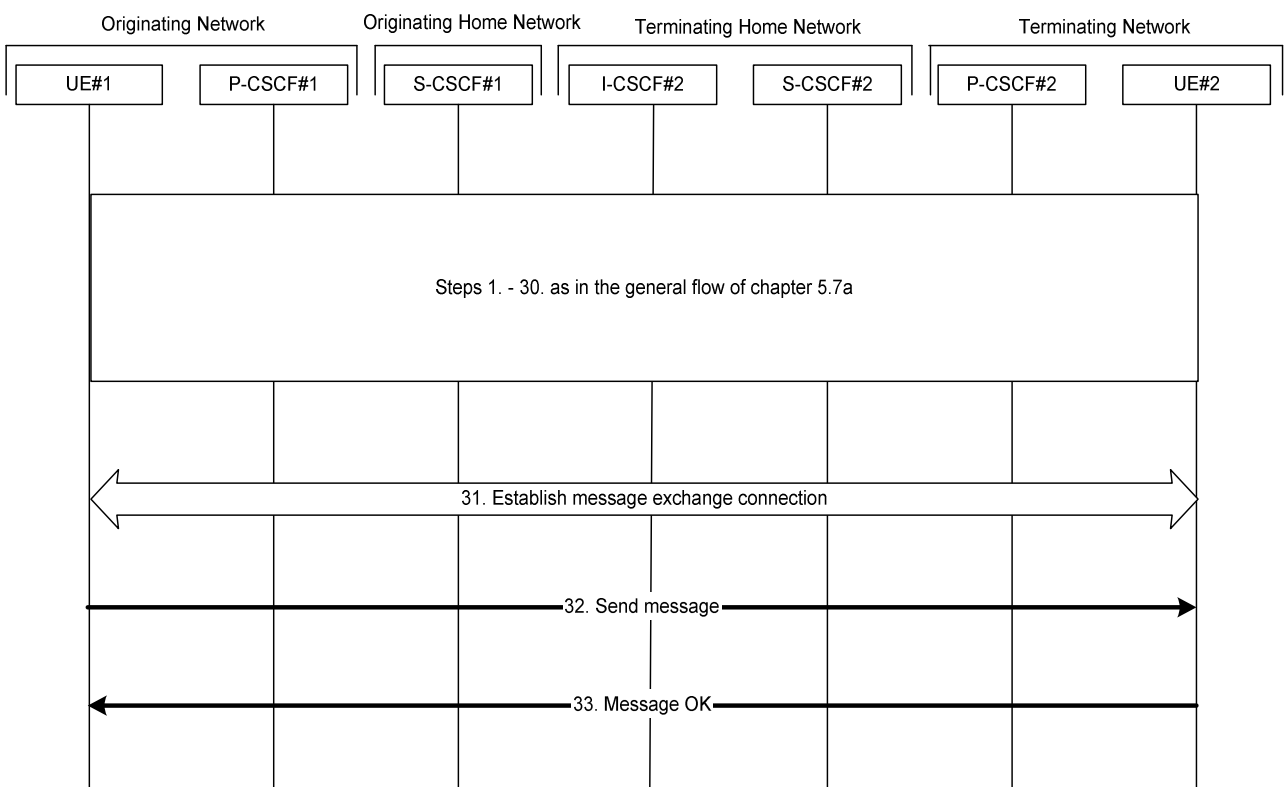 Originating Network
Originating Home Network
Terminating Home Network
Terminating Network
UE#1
P-CSCF#1
S-CSCF#1
I-CSCF#2
S-CSCF#2
P-CSCF#2
UE#2
Steps 1. - 30. as in the general flow of chapter 5.7a
31. Establish message exchange connection
32. Send message
33. Message OK